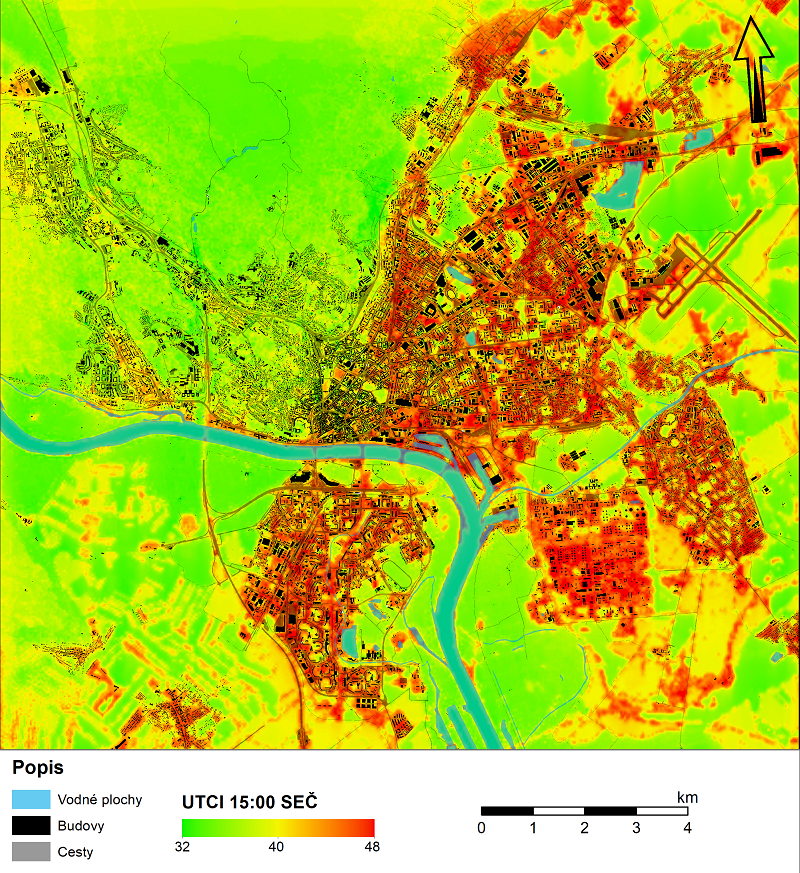 Popis
Vodné plochy
Budovy
Cesty
UTCI 15:00 SEČ
32 40 48
km
0 1 2 3 4